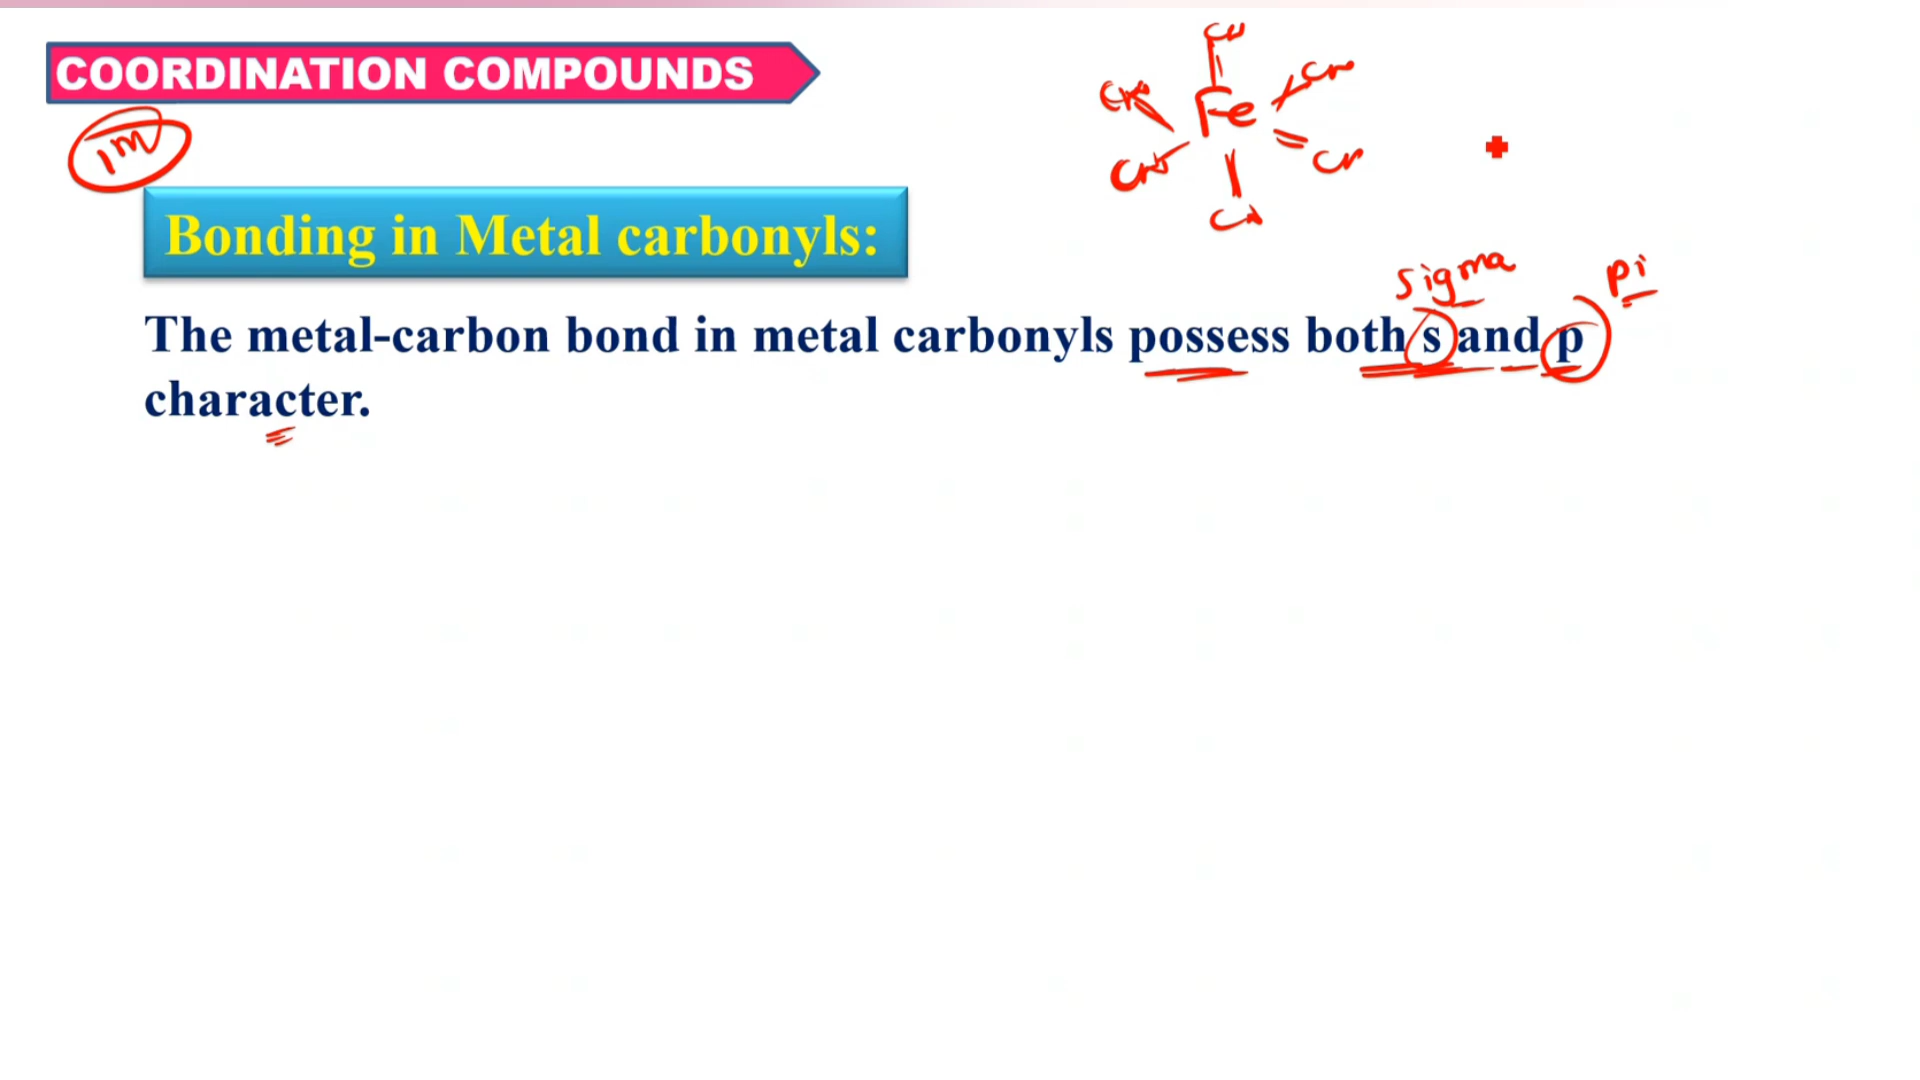 COORDINATION COMPOUNDS
1m
Bonding in Metal carbonyls:
Fe
sigma
pi
The metal-carbon bond in metal carbonyls possess both s and p
character.